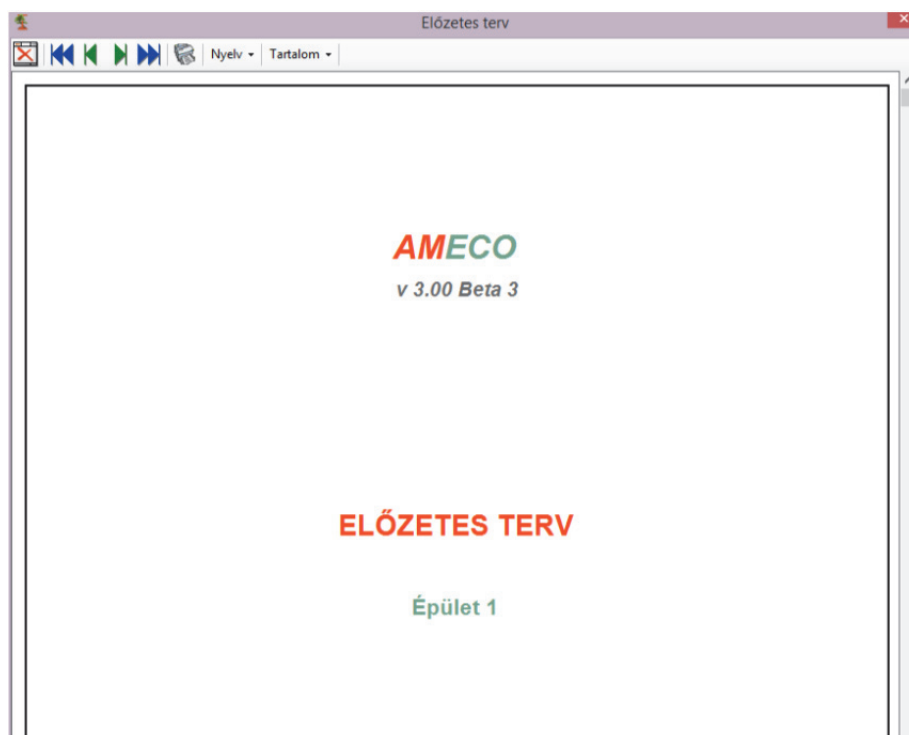 Előzetes terv
Nyelv Tartalom
AMECO
v 3.00 Beta 3
ELŐZETES TERV
Épület 1